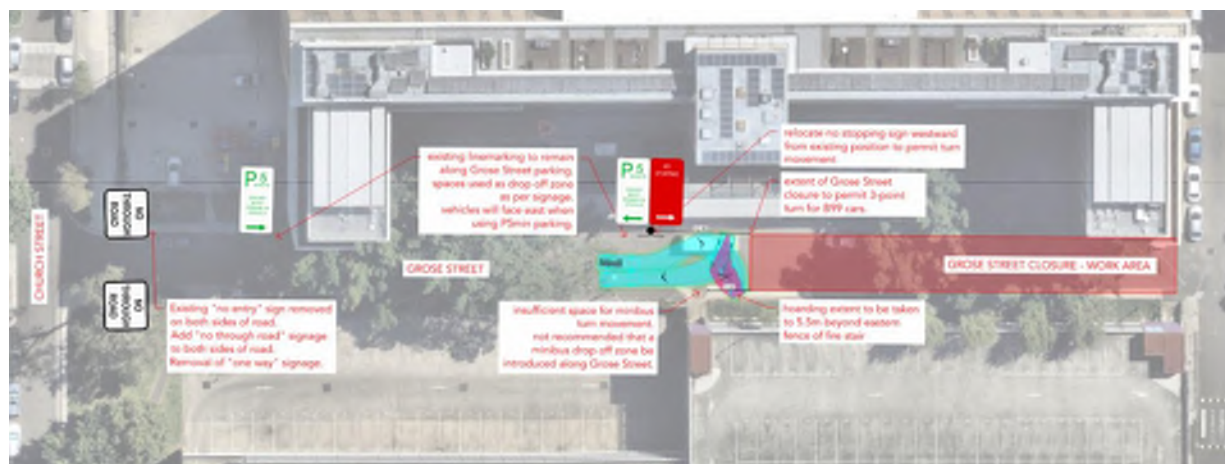 relocate no stopping sign westward
from existing position to permit turn
movement
existing linemarking to remain
along Grose Street parking.
spaces used as drop off zone
as per signage.
vehicles will face east when
using P5min parking.
P 5
P 5
extent of Grose Street
closure to permit 3-point
turn for B99 cars.
NO
THROUGH
ROAD
CHURCH STREET
GROSE STREET
GROSE STREET CLOSURE - WORK AREA
NO
THROUGH
ROAD
Existing "no entry" sign removed
on both sides of road.
Add "no through road" signage
to both sides of road.
Removal of "one way" signage.
insufficient space for minibus
turn movement.
not recommended that a
minibus drop off zone be
introduced along Grose Street.
hoarding extent to be taken
to 5.5m beyond eastern
fence of fire stair